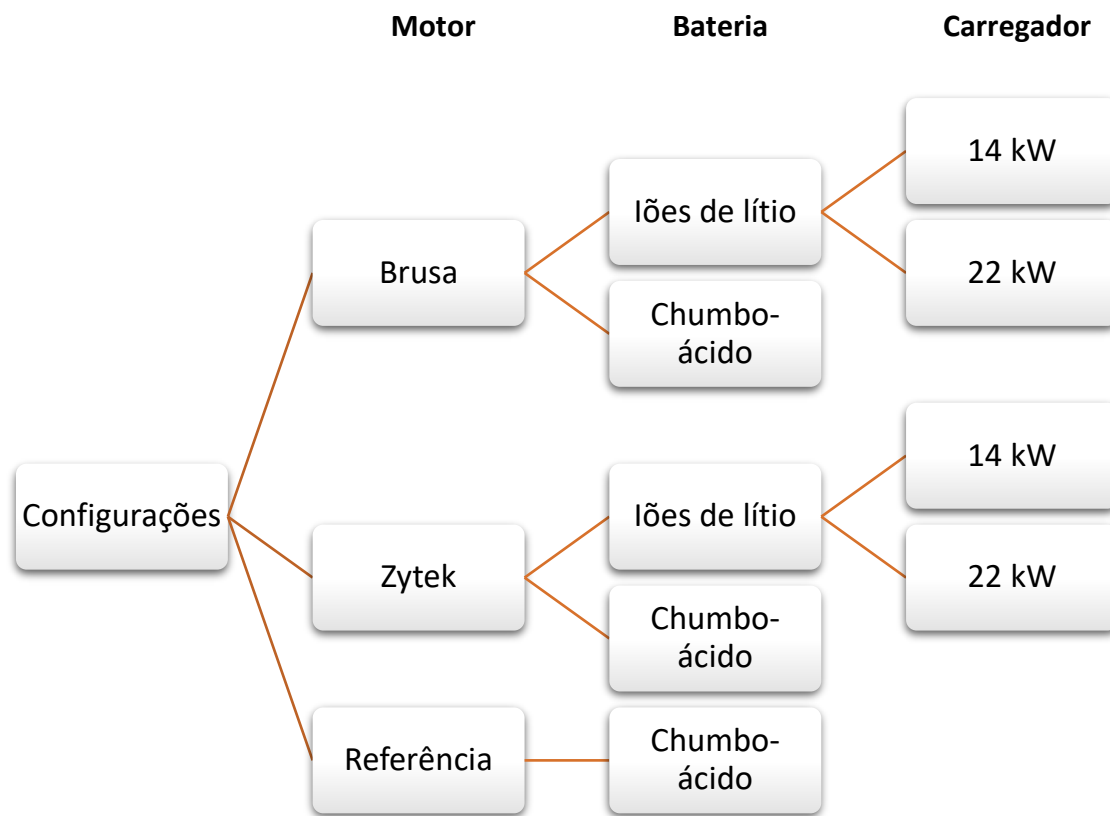 Motor Bateria Carregador
14 kW
Iões de lítio
22 kW
Brusa
Chumbo-
ácido
14 kW
Iões de lítio
Configurações
22 kW
Zytek
Chumbo-
ácido
Referência
Chumbo-
ácido